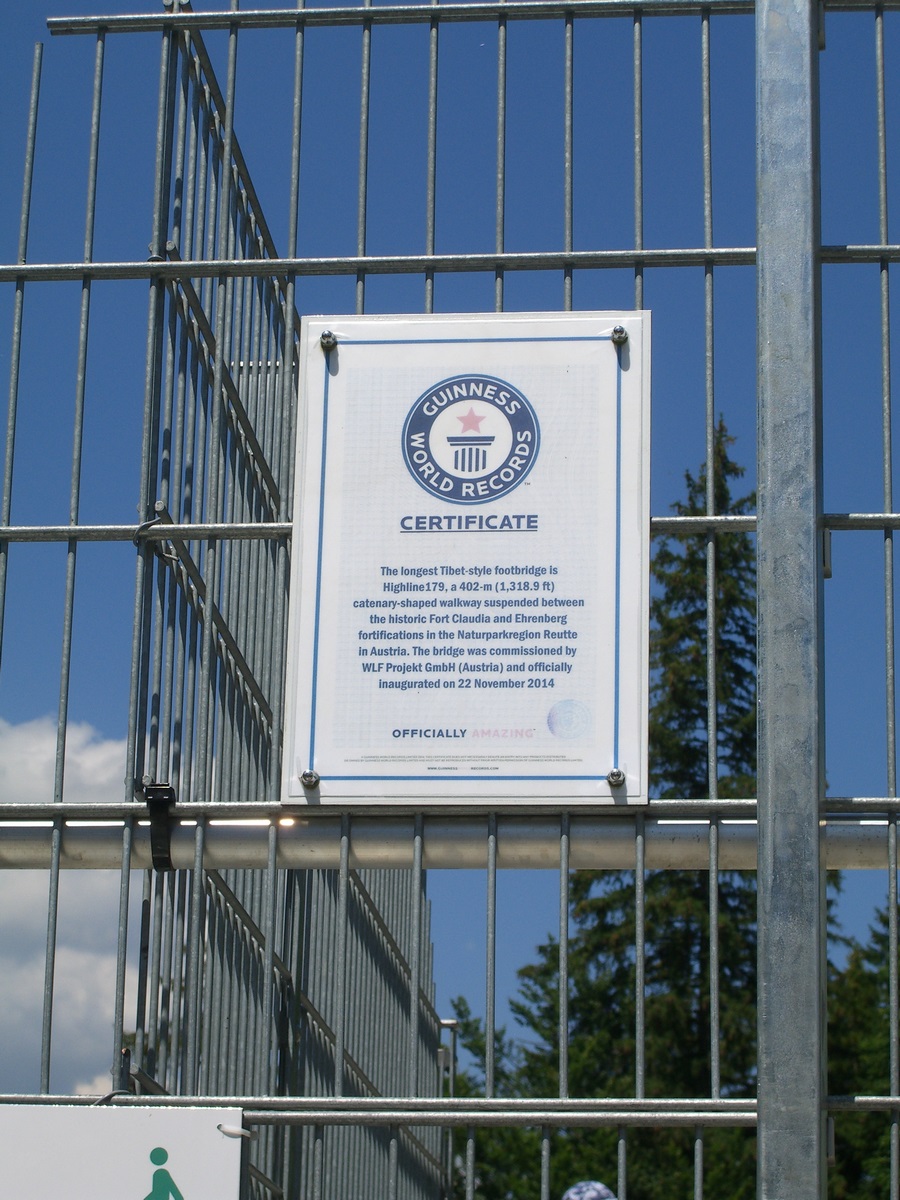 GUINNESS
WORLD RECORDS
TM
CERTIFICATE
The longest Tibet-style footbridge is
Highline179, a 402-m (1,318.9 ft)
catenary-shaped walkway suspended between
the historic Fort Claudia and Ehrenberg
fortifications in the Naturparkregion Reutte
in Austria. The bridge was commissioned by
WLF Projekt GmbH (Austria) and officially
inaugurated on 22 November 2014
OFFICIALLY AMAZING